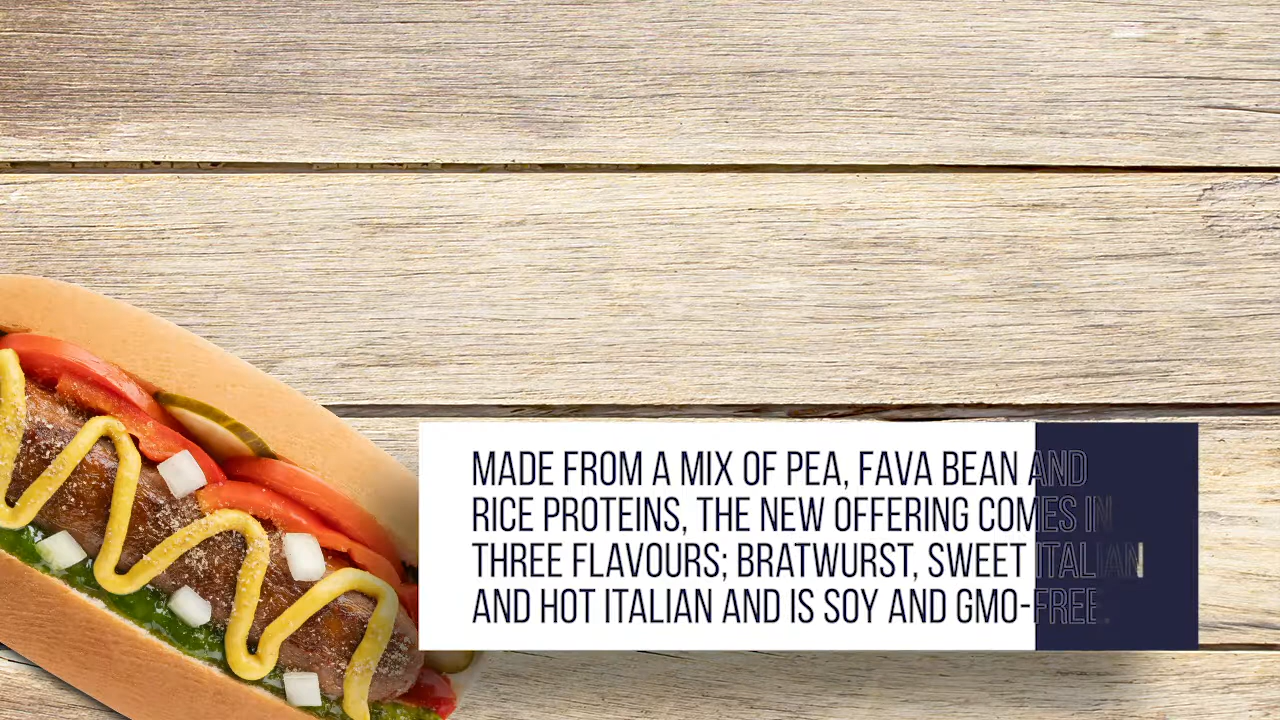 MADE FROM A MIX OF PEA, FAVA BEAN AND
RICE PROTEINS, THE NEW OFFERING COMES IN
THREE FLAVOURS; BRATWURST, SWEET ITALIAN
AND HOT ITALIAN AND IS SOY AND GMO-FREE.